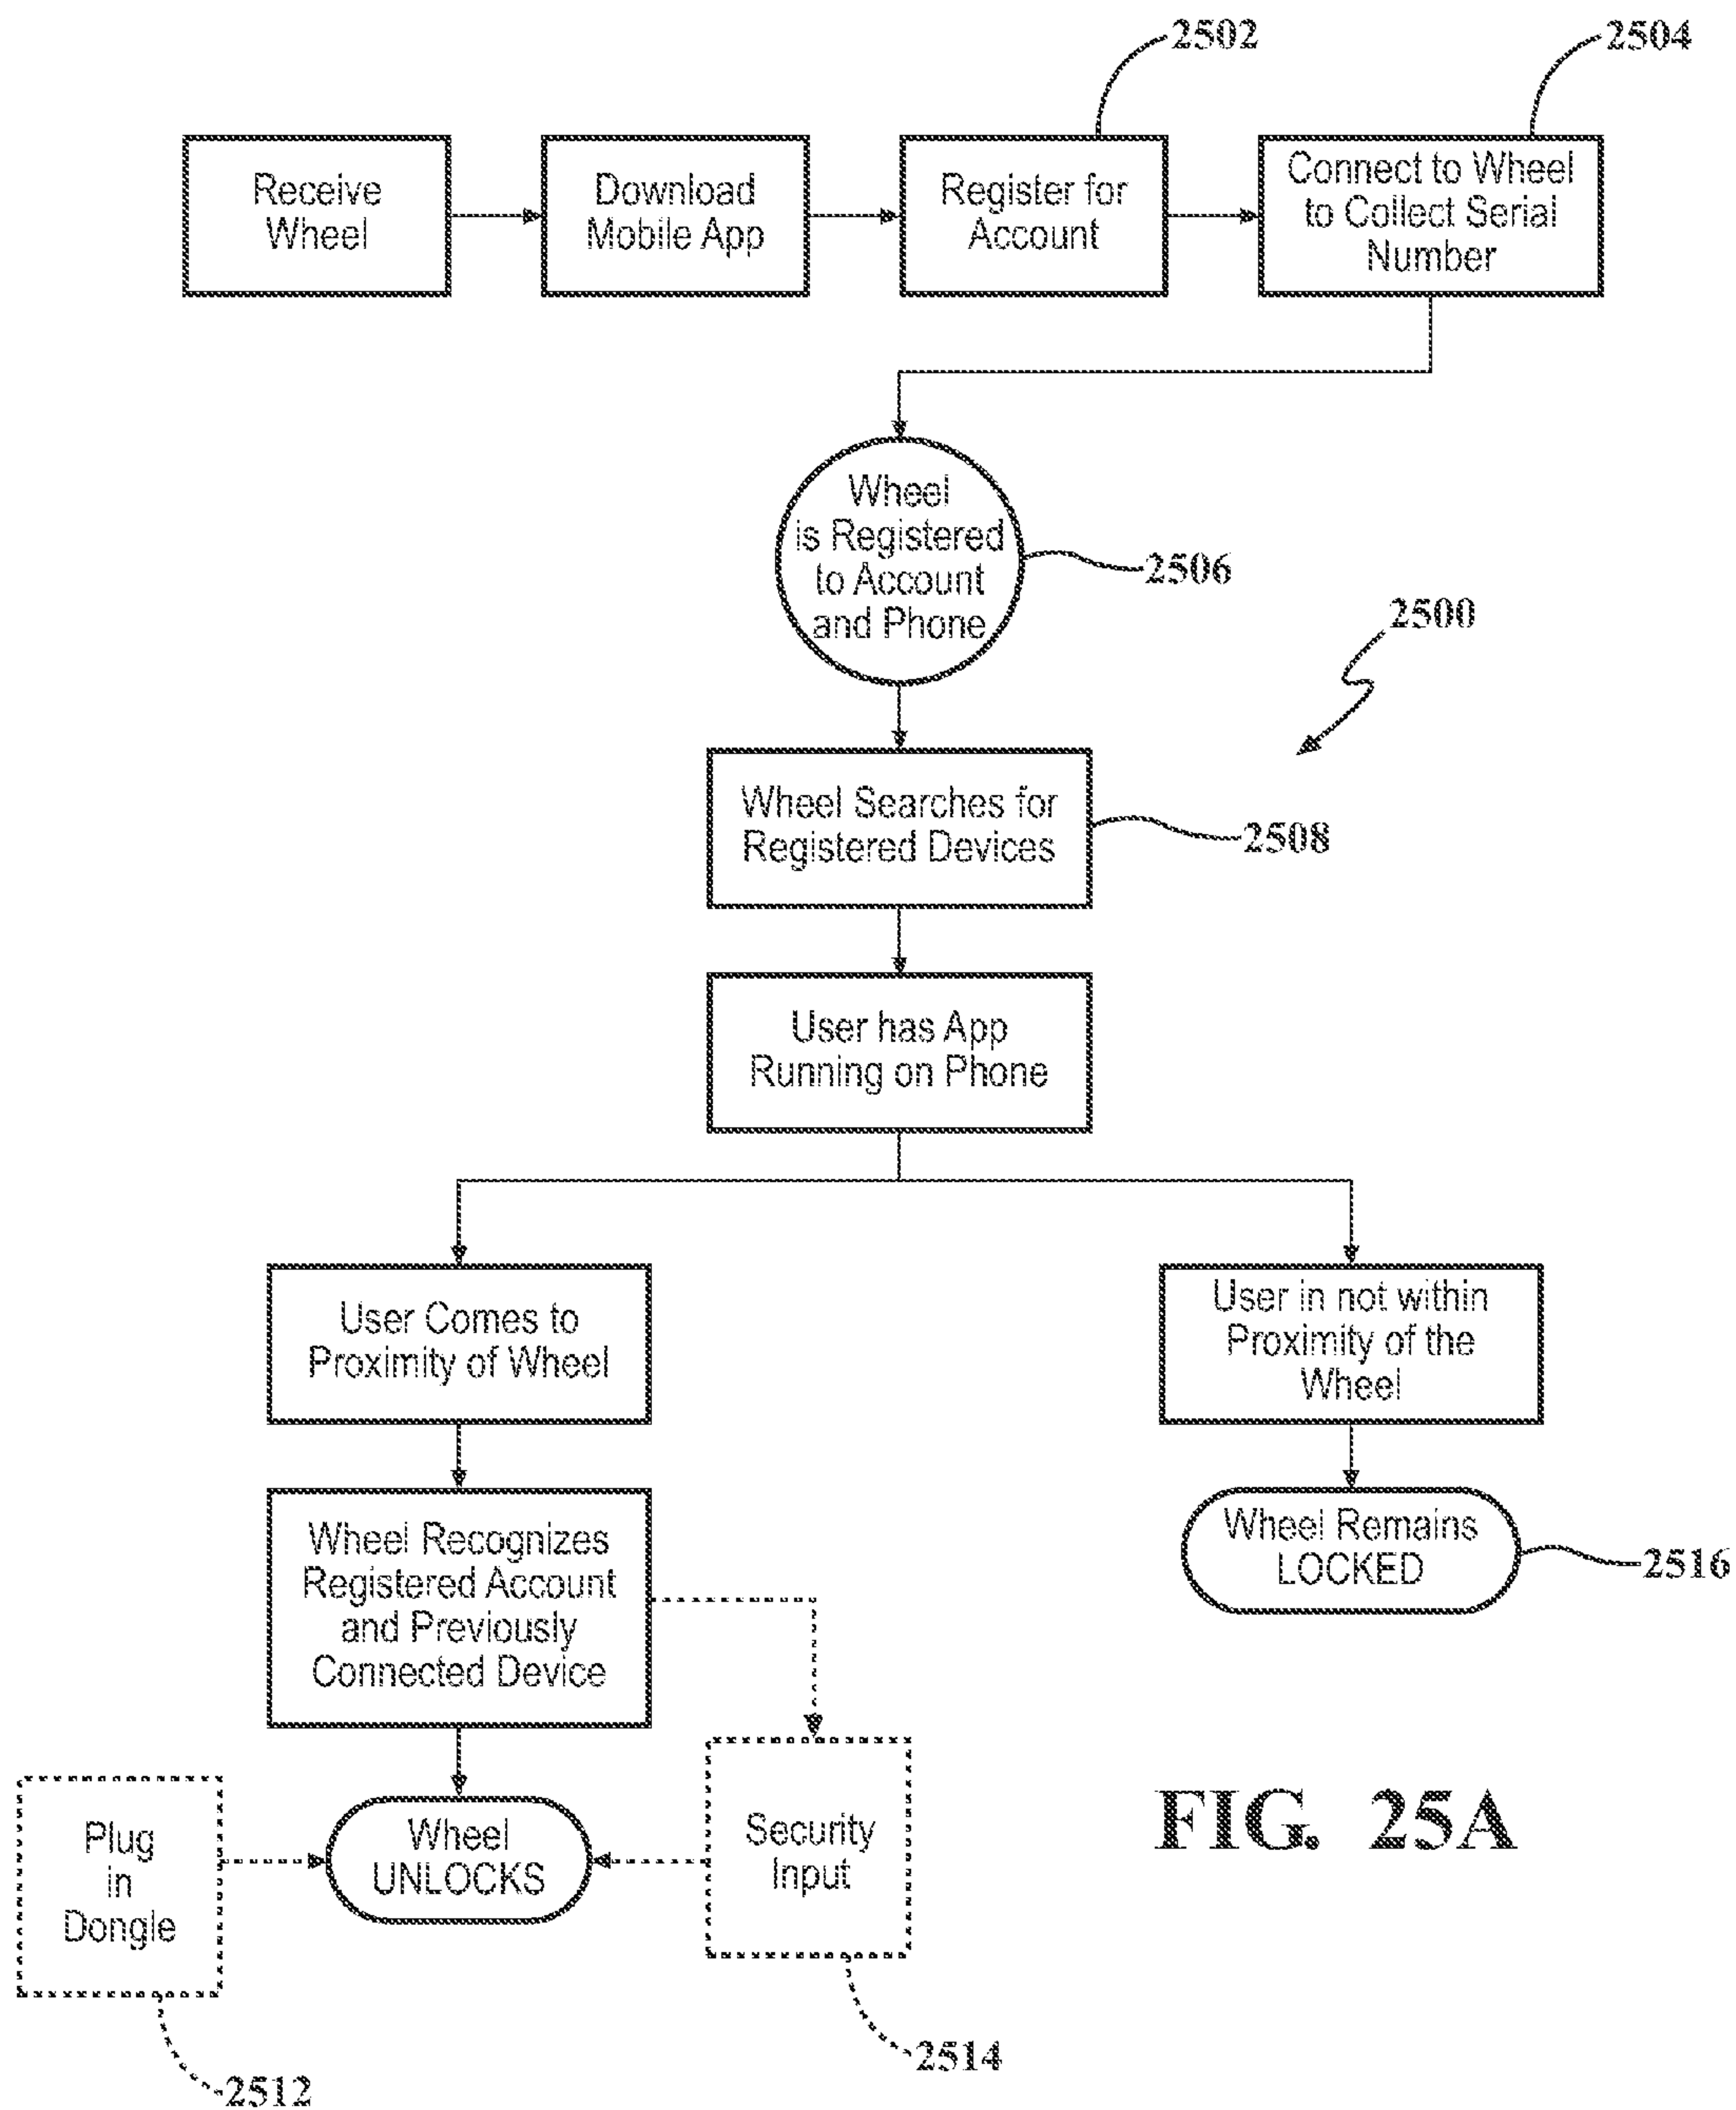 2502
2504
Receive
Wheel
Download
Mobile App
Register for
Account
Connect to Wheel
to Collect Serial
Number
Wheel
is Registered
to Account
and Phone
2506
2500
Wheel Searches for
Registered Devices
2508
User has App
Running on Phone
User Comes to
Proximity of Wheel
User in not within
Proximity of the
Wheel
Wheel Recognizes
Registered Account
and Previously
Connected Device
Wheel Remains
LOCKED
2516
Plug
in
Dongle
Wheel
UNLOCKS
Security
Input
FIG. 25A
2514
2512